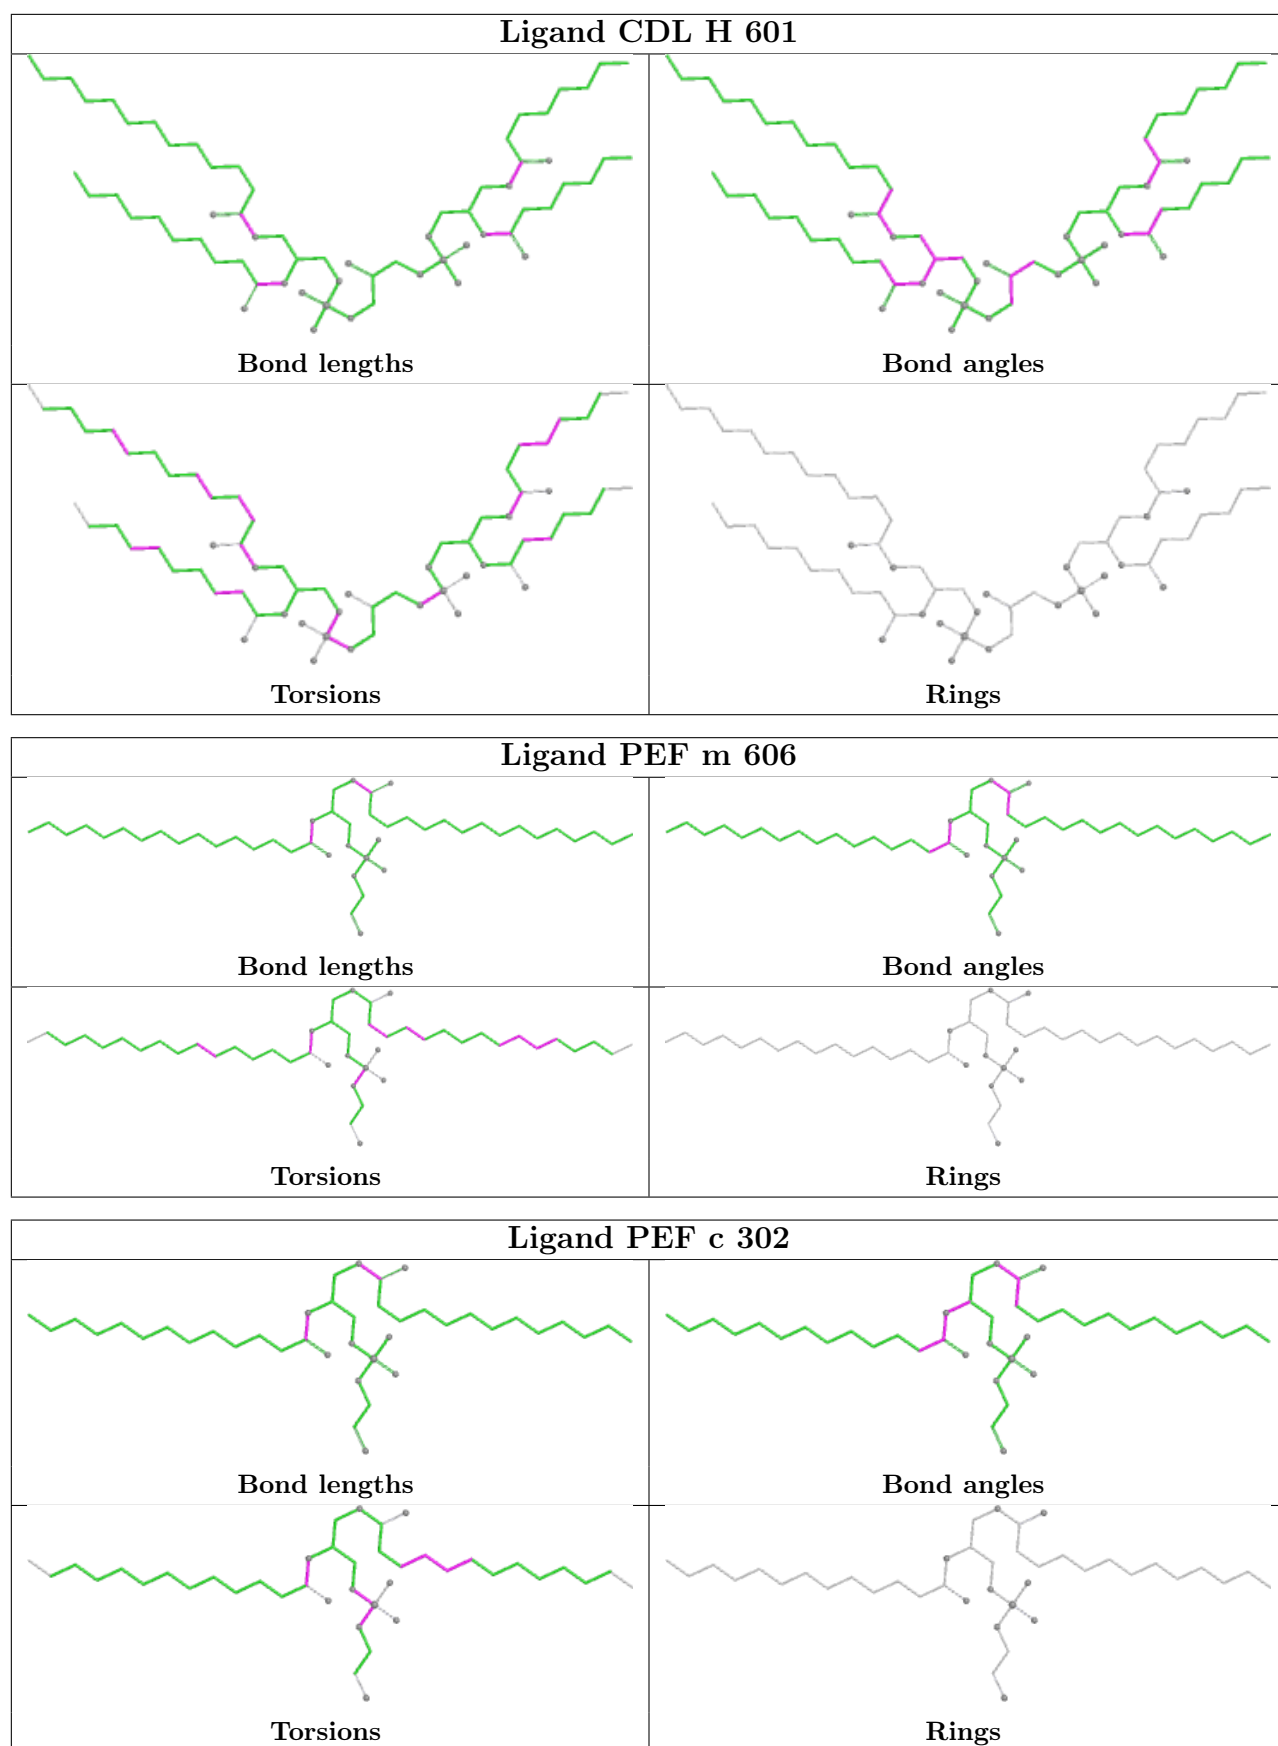 Ligand CDL H 601
Bond lengths
Bond angles
Torsions
Rings
Ligand PEF m 606
Bond lengths
Bond angles
Torsions
Rings
Ligand PEF c 302
Bond lengths
Bond angles
Torsions
Rings